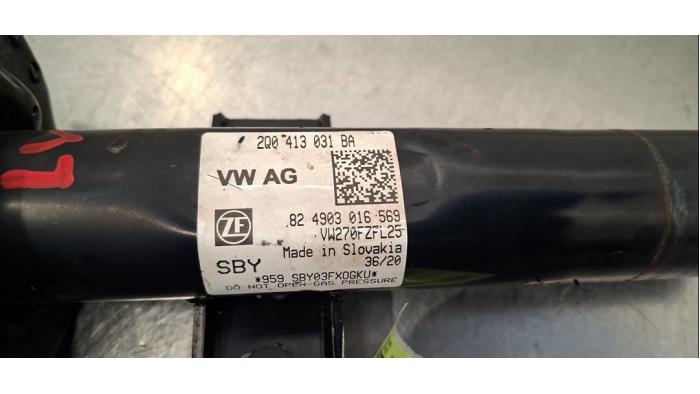 2Q0 413 031 BA
VW AG
ZF
82 4903 016 569
VW270FZFL25
Made in Slovakia
SBY
36/20
*959 SBY03FXOGKU*
DO NOT OPEN-GAS PRESSURE
LV